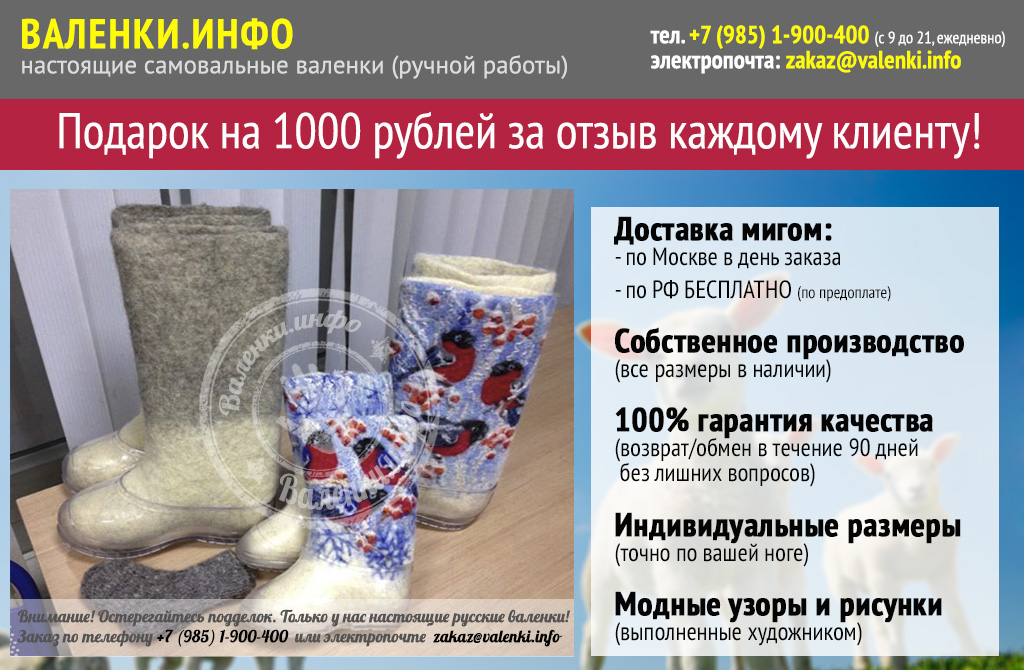 ВАЛЕНКИ.ИНФО
настоящие самовальные валенки (ручной работы)
тел. +7 (985) 1-900-400 (с 9 до 21, ежедневно)
электропочта: zakaz@valenki.info
Подарок на 1000 рублей за отзыв каждому клиенту!
Валенки.инфо
Доставка мигом:
- по Москве в день заказа
- по РФ БЕСПЛАТНО (по предоплате)
Собственное производство
(все размеры в наличии)
100% гарантия качества
(возврат/обмен в течение 90 дней
без лишних вопросов)
Индивидуальные размеры
(точно по вашей ноге)
Модные узоры и рисунки
(выполненные художником)
Внимание! Остерегайтесь подделок. Только у нас настоящие русские валенки!
Заказ по телефону +7 (985) 1-900-400 или электропочте zakaz@valenki.info